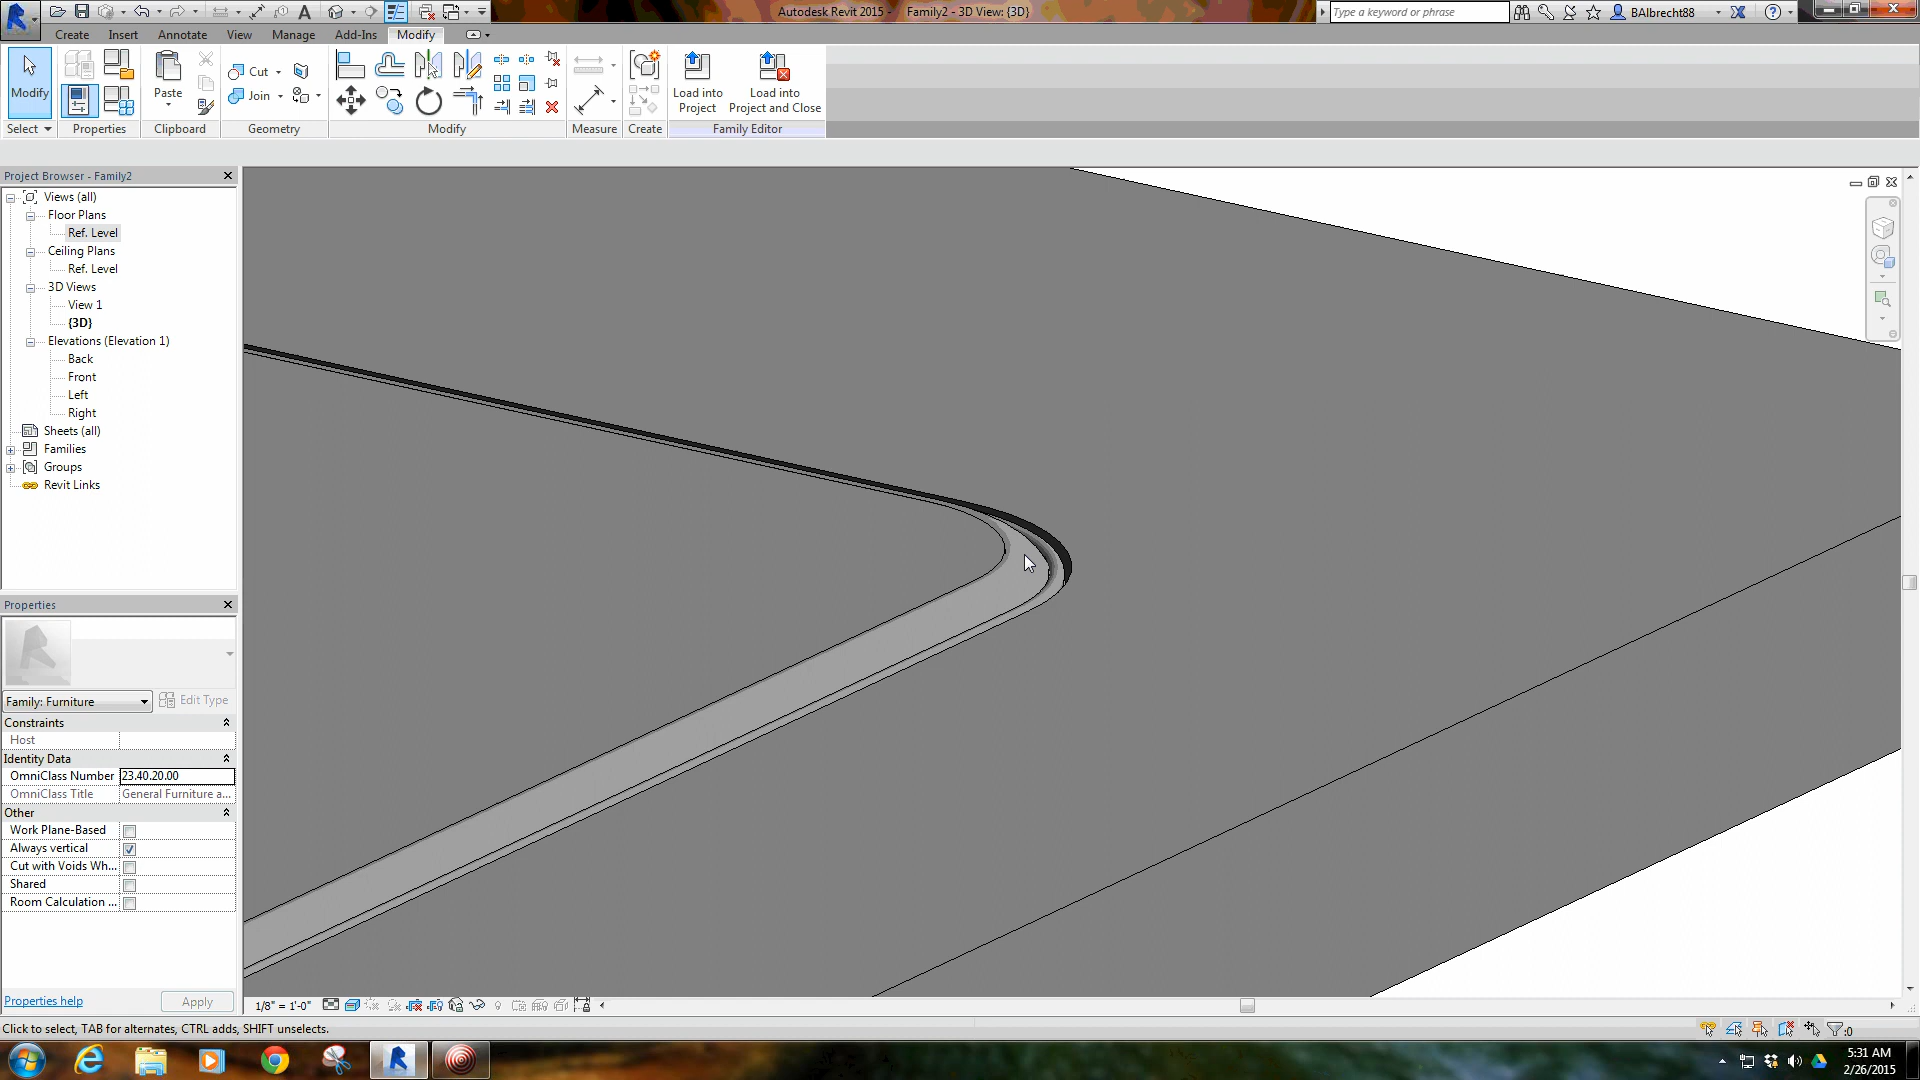 Autodesk Revit 2015 - Family2 - 3D View: {3D}
Type a keyword or phrase
BAlbrecht88
Create Insert Annotate View Manage Add-Ins Modify
Modify
Paste
Cut
Join
Load into
Project
Load into
Project and Close
Select Properties Clipboard Geometry Modify Measure Create Family Editor
Project Browser - Family2
Views (all)
Floor Plans
Ref. Level
Ceiling Plans
Ref. Level
3D Views
View 1
{3D}
Elevations (Elevation 1)
Back
Front
Left
Right
Sheets (all)
Families
Groups
Revit Links
Properties
Family: Furniture
Edit Type
Constraints
Host
Identity Data
OmniClass Number 23.40.20.00
OmniClass Title General Furniture a...
Other
Work Plane-Based
Always vertical
Cut with Voids Wh...
Shared
Room Calculation ...
Properties help
Apply
1/8" = 1'-0"
Click to select, TAB for alternates, CTRL adds, SHIFT unselects.
:0
5:31 AM
2/26/2015